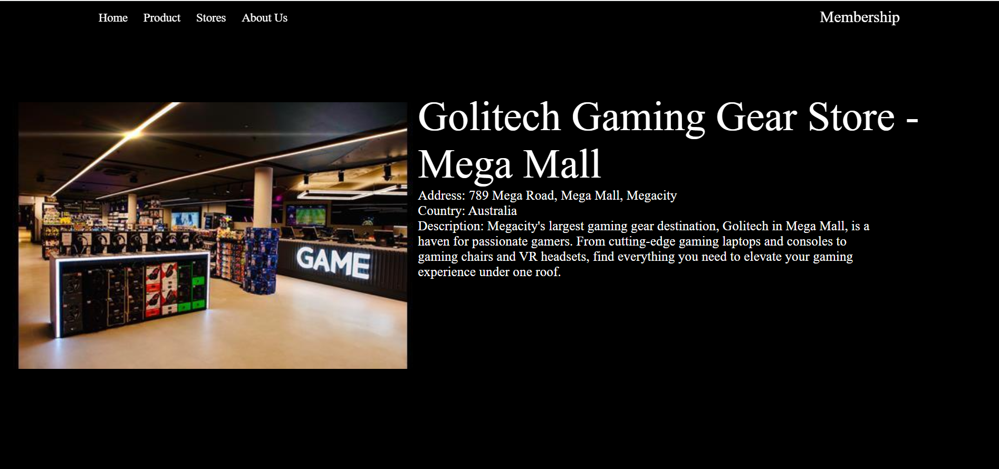 Home Product Stores About Us Membership
Golitech Gaming Gear Store -
Mega Mall
Address: 789 Mega Road, Mega Mall, Megacity
Country: Australia
Description: Megacity's largest gaming gear destination, Golitech in Mega Mall, is a
haven for passionate gamers. From cutting-edge gaming laptops and consoles to
gaming chairs and VR headsets, find everything you need to elevate your gaming
experience under one roof.
GAME